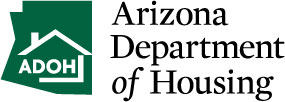 ADOH
Arizona
Department
of Housing